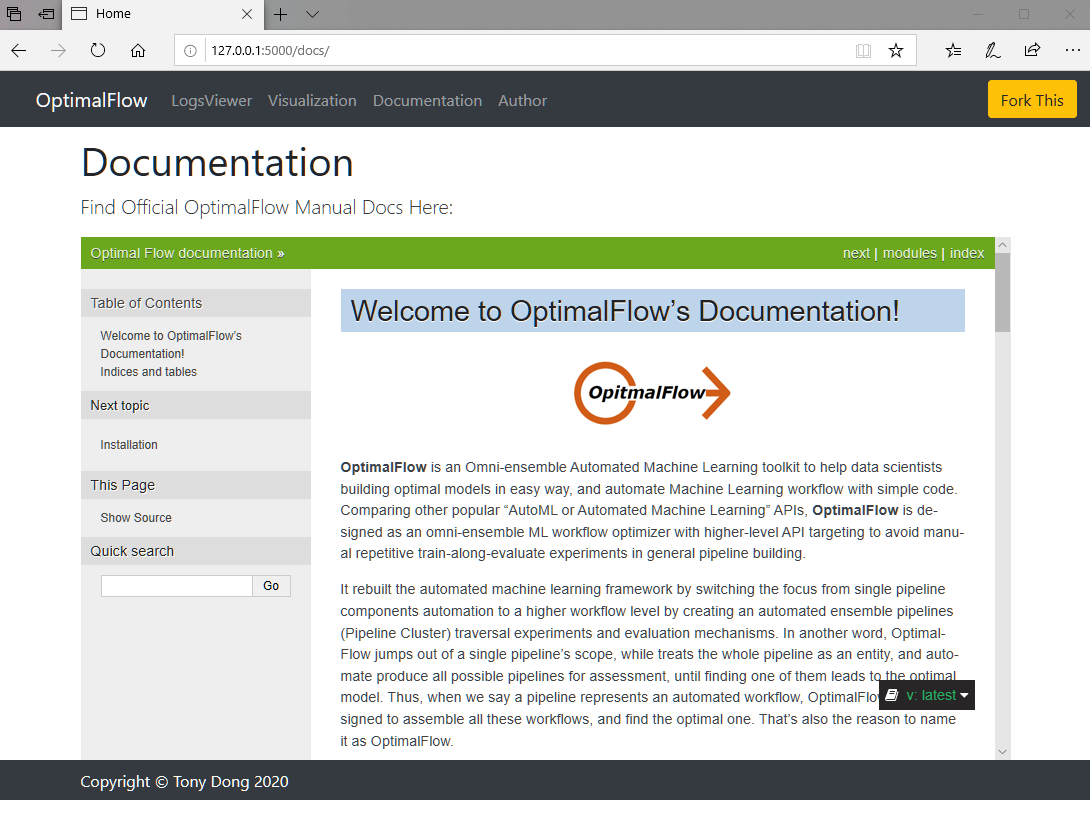 Home
127.0.0.1:5000/docs/
OptimalFlow LogsViewer Visualization Documentation Author Fork This
Documentation
Find Official OptimalFlow Manual Docs Here:
Optimal Flow documentation » next | modules | index
Table of Contents
Welcome to OptimalFlow’s
Documentation!
Indices and tables
Next topic
Installation
This Page
Show Source
Quick search
Go
Welcome to OptimalFlow’s Documentation!
OpitmalFlow
OptimalFlow is an Omni-ensemble Automated Machine Learning toolkit to help data scientists
building optimal models in easy way, and automate Machine Learning workflow with simple code.
Comparing other popular “AutoML or Automated Machine Learning” APIs, OptimalFlow is de-
signed as an omni-ensemble ML workflow optimizer with higher-level API targeting to avoid manu-
al repetitive train-along-evaluate experiments in general pipeline building.
It rebuilt the automated machine learning framework by switching the focus from single pipeline
components automation to a higher workflow level by creating an automated ensemble pipelines
(Pipeline Cluster) traversal experiments and evaluation mechanisms. In another word, Optimal-
Flow jumps out of a single pipeline’s scope, while treats the whole pipeline as an entity, and auto-
mate produce all possible pipelines for assessment, until finding one of them leads to the optimal
model. Thus, when we say a pipeline represents an automated workflow, OptimalFlow
signed to assemble all these workflows, and find the optimal one. That’s also the reason to name
it as OptimalFlow.
v: latest
Copyright © Tony Dong 2020